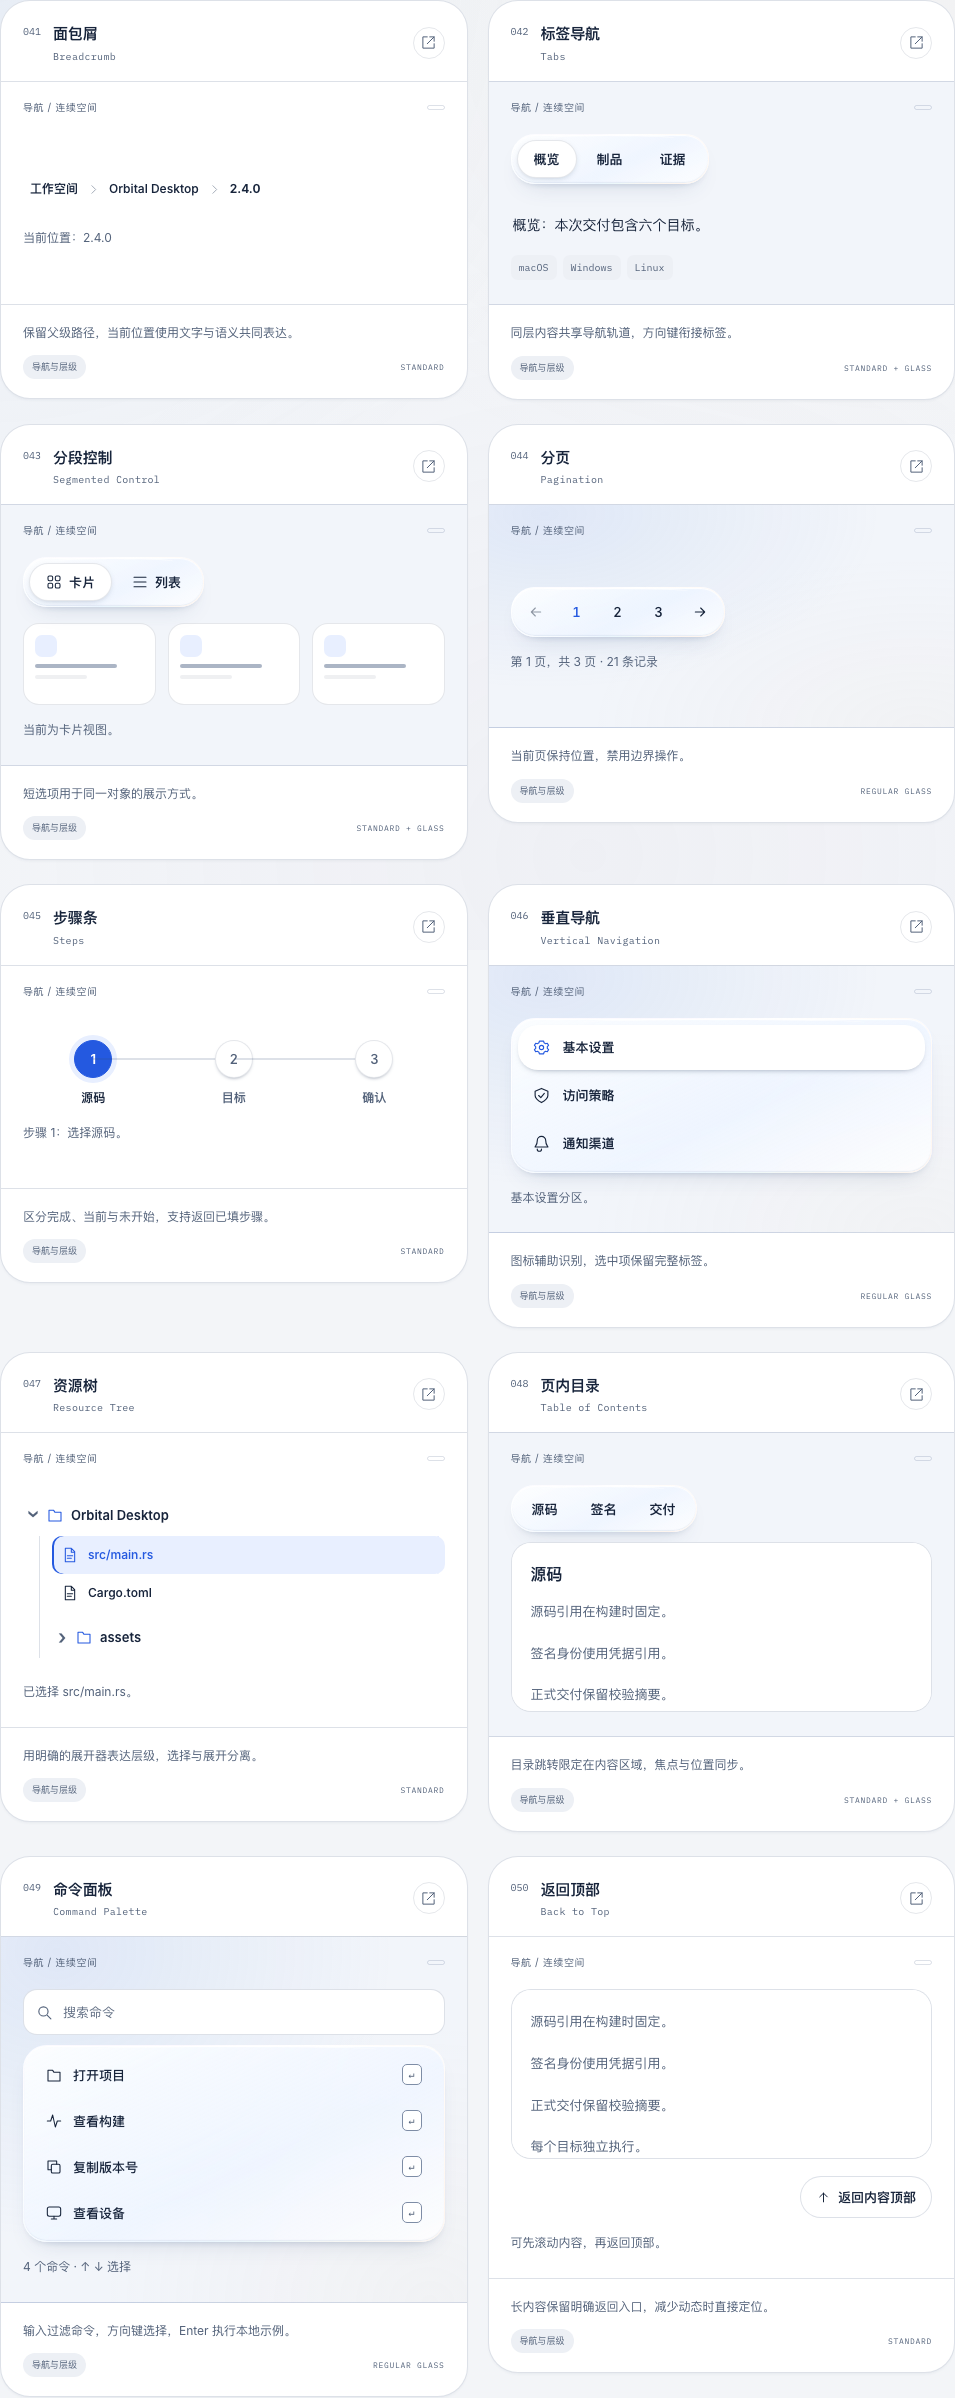 041 面包屑
Breadcrumb
导航 / 连续空间
工作空间 > Orbital Desktop > 2.4.0
当前位置：2.4.0
保留父级路径，当前位置使用文字与语义共同表达。
导航与层级 STANDARD
042 标签导航
Tabs
导航 / 连续空间
概览 制品 证据
概览：本次交付包含六个目标。
macOS Windows Linux
同层内容共享导航轨道，方向键衔接标签。
导航与层级 STANDARD + GLASS
043 分段控制
Segmented Control
导航 / 连续空间
卡片 列表
当前为卡片视图。
短选项用于同一对象的展示方式。
导航与层级 STANDARD + GLASS
044 分页
Pagination
导航 / 连续空间
← 1 2 3 →
第 1 页，共 3 页 · 21 条记录
当前页保持位置，禁用边界操作。
导航与层级 REGULAR GLASS
045 步骤条
Steps
导航 / 连续空间
1 2 3
源码 目标 确认
步骤 1：选择源码。
区分完成、当前与未开始，支持返回已填步骤。
导航与层级 STANDARD
046 垂直导航
Vertical Navigation
导航 / 连续空间
基本设置
访问策略
通知渠道
基本设置分区。
图标辅助识别，选中项保留完整标签。
导航与层级 REGULAR GLASS
047 资源树
Resource Tree
导航 / 连续空间
Orbital Desktop
src/main.rs
Cargo.toml
assets
已选择 src/main.rs。
用明确的展开器表达层级，选择与展开分离。
导航与层级 STANDARD
048 页内目录
Table of Contents
导航 / 连续空间
源码 签名 交付
源码
源码引用在构建时固定。
签名身份使用凭据引用。
正式交付保留校验摘要。
目录跳转限定在内容区域，焦点与位置同步。
导航与层级 STANDARD + GLASS
049 命令面板
Command Palette
导航 / 连续空间
搜索命令
打开项目 ↵
查看构建 ↵
复制版本号 ↵
查看设备 ↵
4 个命令 · ↑ ↓ 选择
输入过滤命令，方向键选择，Enter 执行本地示例。
导航与层级 REGULAR GLASS
050 返回顶部
Back to Top
导航 / 连续空间
源码引用在构建时固定。
签名身份使用凭据引用。
正式交付保留校验摘要。
每个目标独立执行。
↑ 返回内容顶部
可先滚动内容，再返回顶部。
长内容保留明确返回入口，减少动态时直接定位。
导航与层级 STANDARD